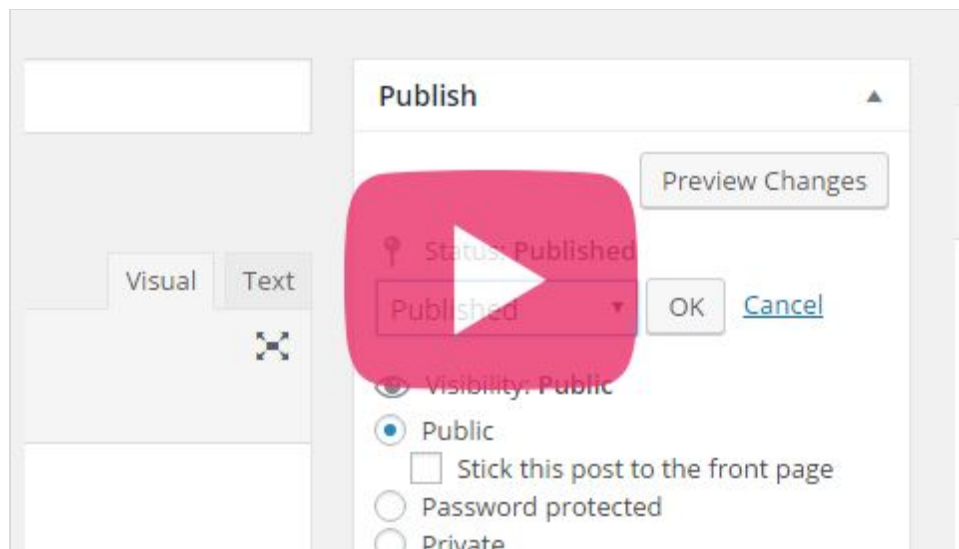 Publish
Preview Changes
Status: Published
Visual Text
Published OK Cancel
Visibility: Public
Public
Stick this post to the front page
Password protected
Private